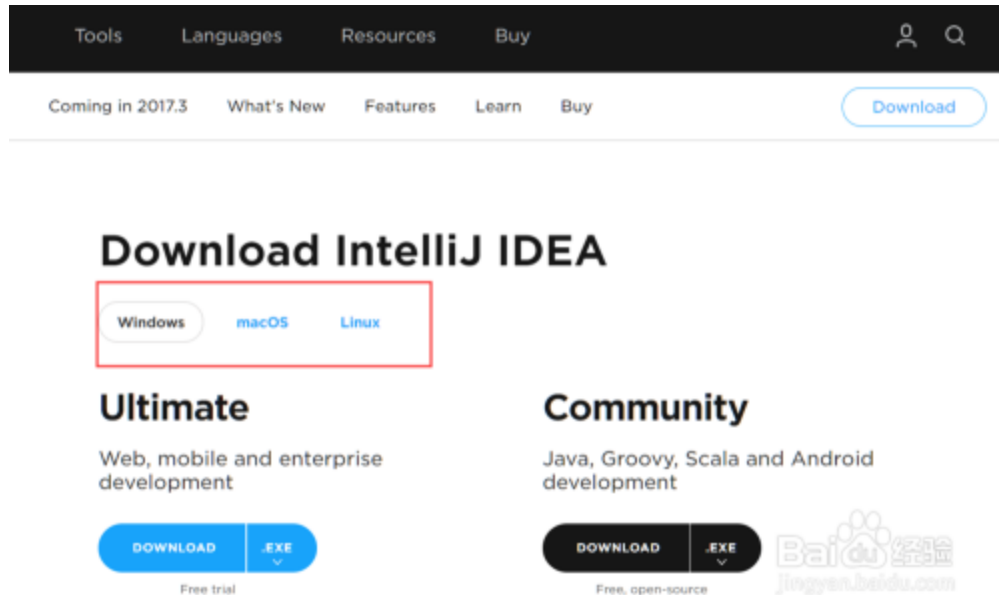 Tools Languages Resources Buy
Coming in 2017.3 What's New Features Learn Buy Download
Download IntelliJ IDEA
Windows macOS Linux
Ultimate Community
Web, mobile and enterprise development
Java, Groovy, Scala and Android development
DOWNLOAD .EXE DOWNLOAD .EXE
Free trial Free, open-source
Baidu 经验
jingyan.baidu.com